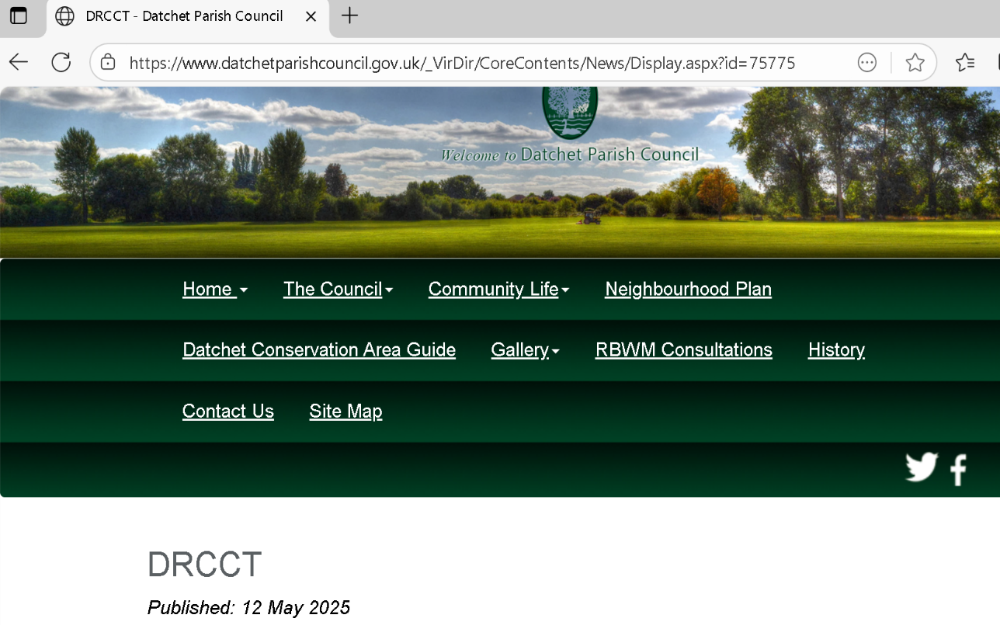 DRCCT - Datchet Parish Council
https://www.datchetparishcouncil.gov.uk/_VirDir/CoreContents/News/Display.aspx?id=75775
Welcome to Datchet Parish Council
Home The Council Community Life Neighbourhood Plan
Datchet Conservation Area Guide Gallery RBWM Consultations History
Contact Us Site Map
DRCCT
Published: 12 May 2025